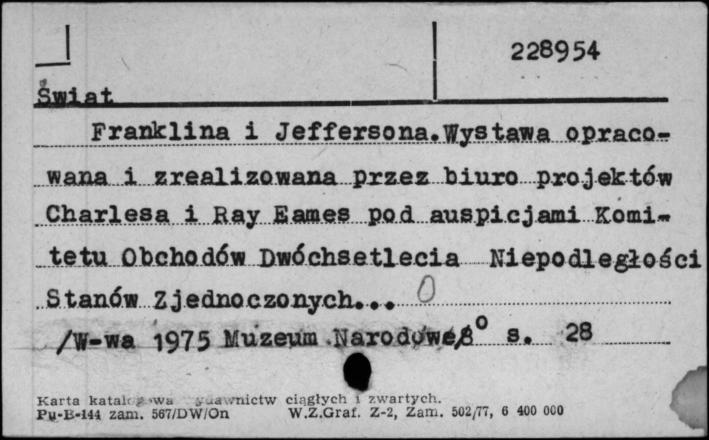 228954
Świat
Franklina i Jeffersona.Wystawa opraco-
wana i zrealizowana przez biuro projektów
Charlesa i Ray Eames pod auspicjami Komi-
tetu Obchodów Dwóchsetlecia Niepodległości
Stanów Zjednoczonych... O
/W-wa 1975 Muzeum Narodowe/8° s. 28
Karta katalogowa wydawnictw ciągłych i zwartych.
Pu-B-144 zam. 567/DW/On W.Z.Graf. Z-2, Zam. 502/77, 6 400 000